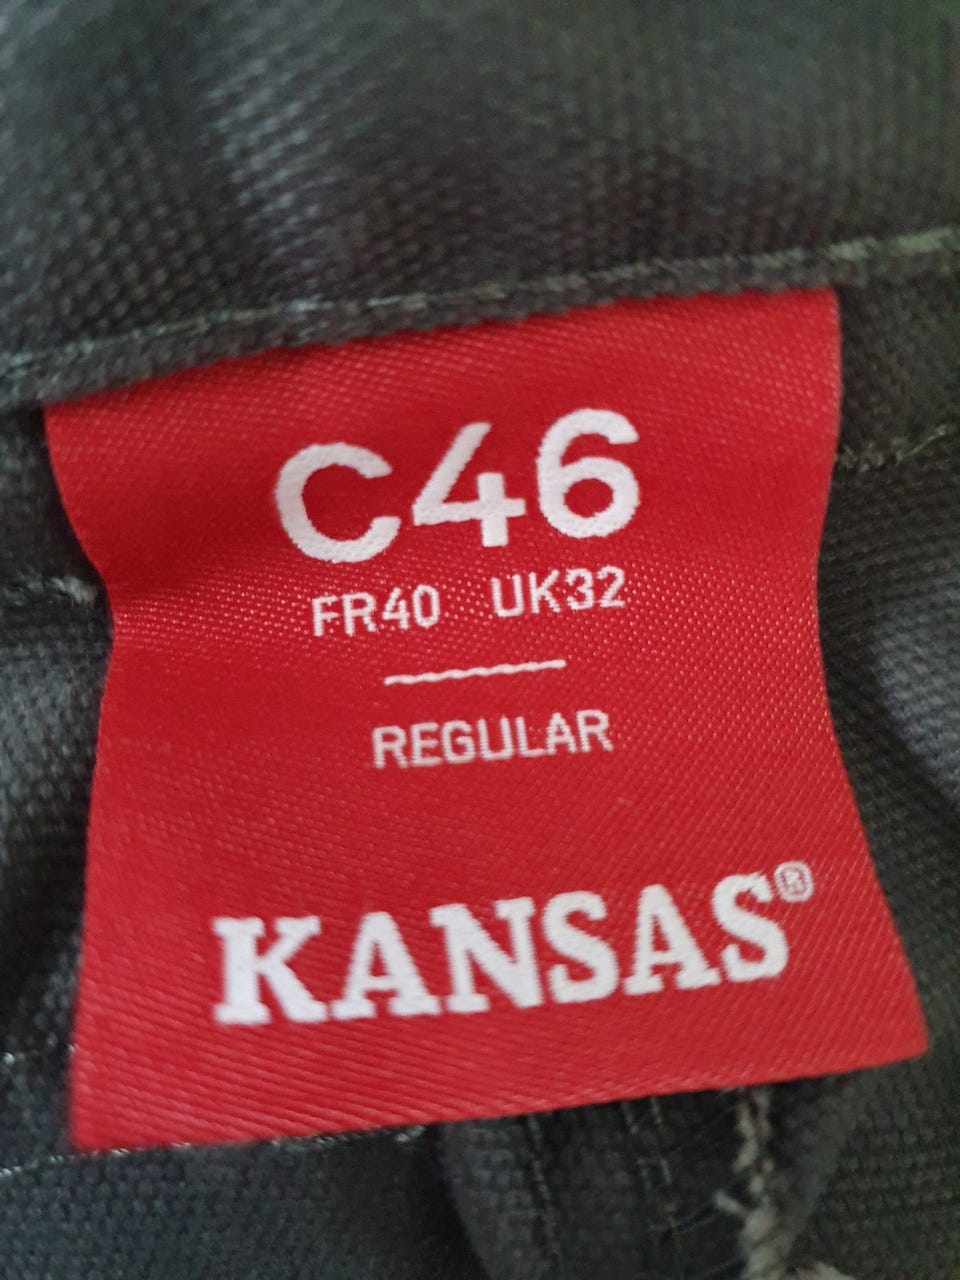 C46
FR40 UK32
REGULAR
KANSAS®